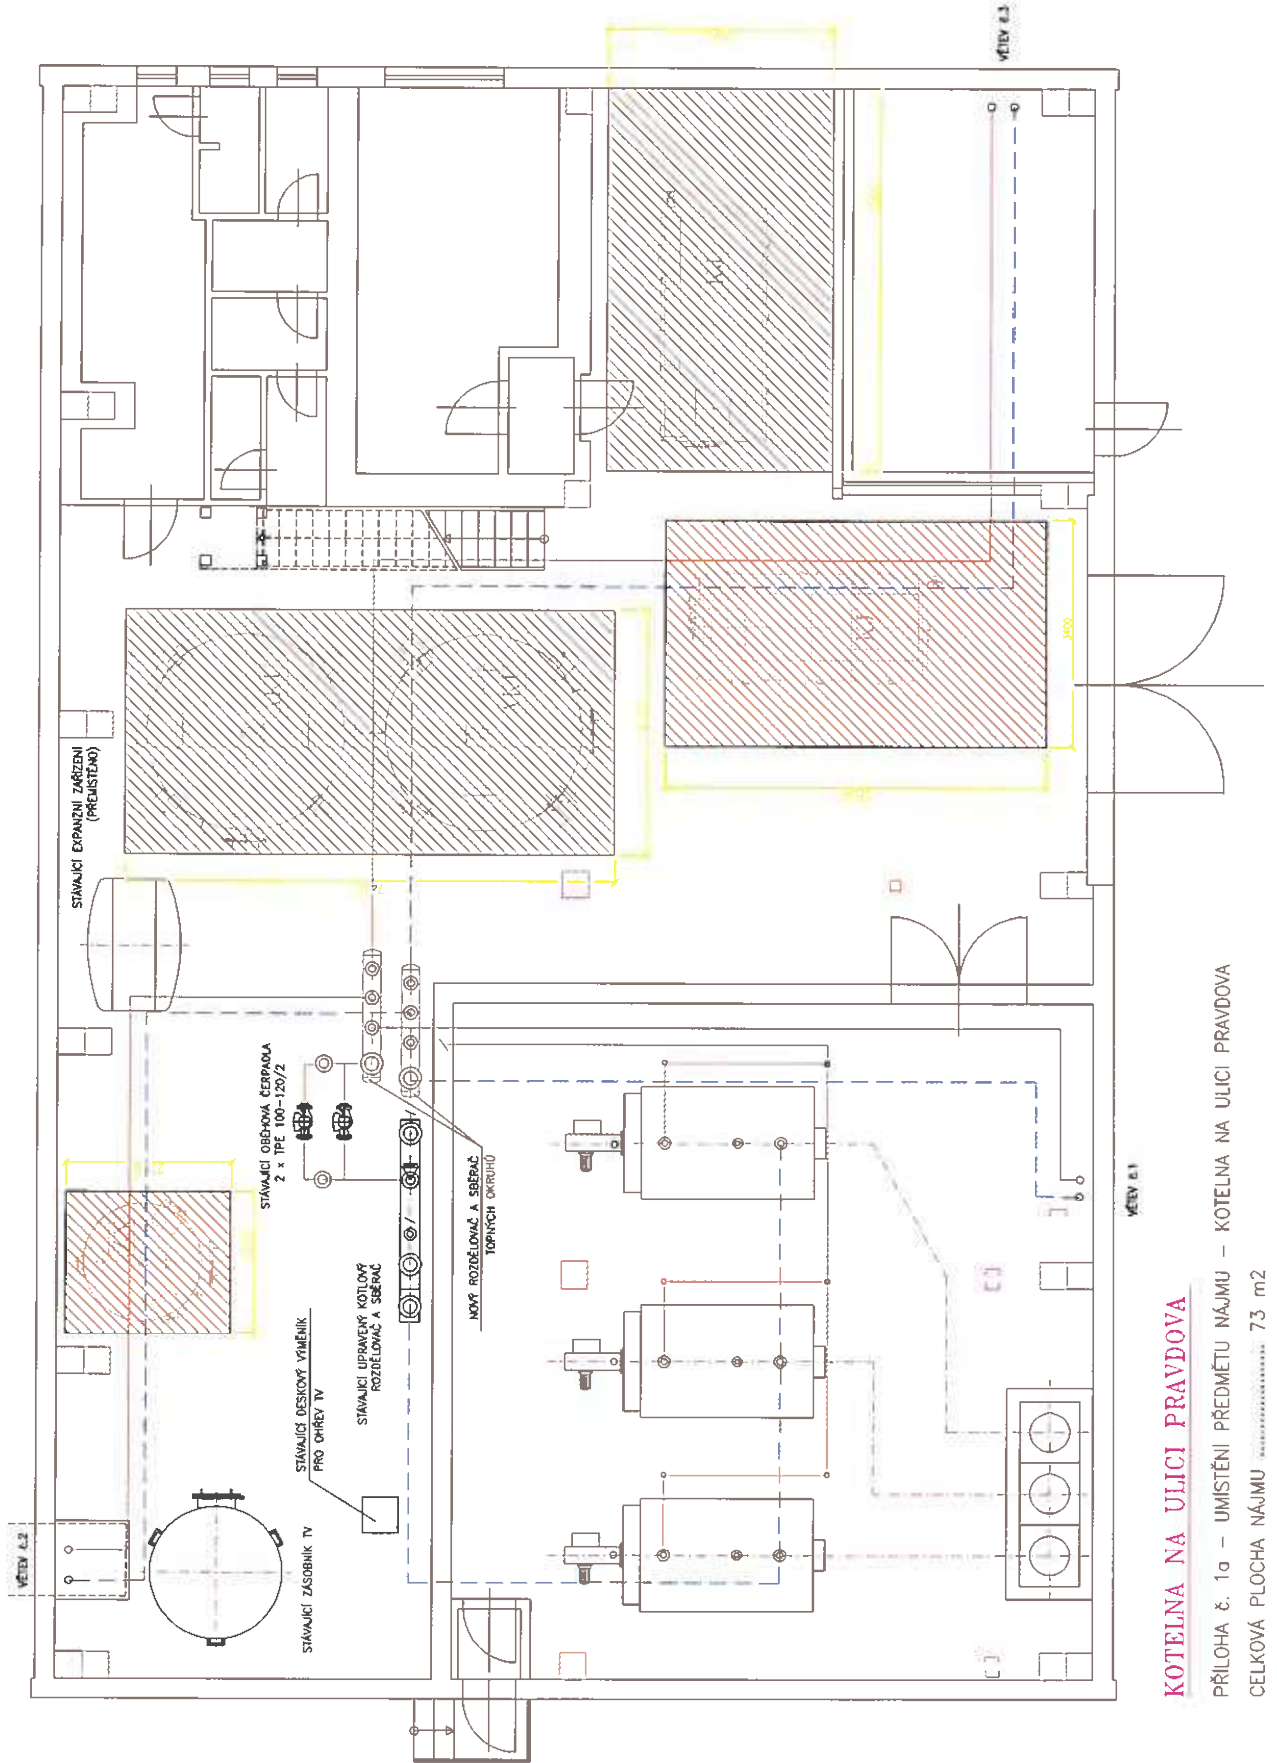 VĚTEV č.2
VĚTEV č.3
STÁVAJÍCÍ EXPANZNÍ ZAŘÍZENÍ
(PŘEMÍSTĚNO)
STÁVAJÍCÍ OBĚHOVÁ ČERPADLA
2 x TPE 100-120/2
STÁVAJÍCÍ DESKOVÝ VÝMĚNÍK
PRO OHŘEV TV
STÁVAJÍCÍ UPRAVENÝ KOTLOVÝ
ROZDĚLOVAČ A SBĚRAČ
STÁVAJÍCÍ ZÁSOBNÍK TV
NOVÝ ROZDĚLOVAČ A SBĚRAČ
TOPNÝCH OKRUHŮ
3400
VĚTEV č.1
KOTELNA NA ULICI PRAVDOVA
PŘÍLOHA č. 1a – UMÍSTĚNÍ PŘEDMĚTU NÁJMU – KOTELNA NA ULICI PRAVDOVA
CELKOVÁ PLOCHA NÁJMU ............... 73 m2